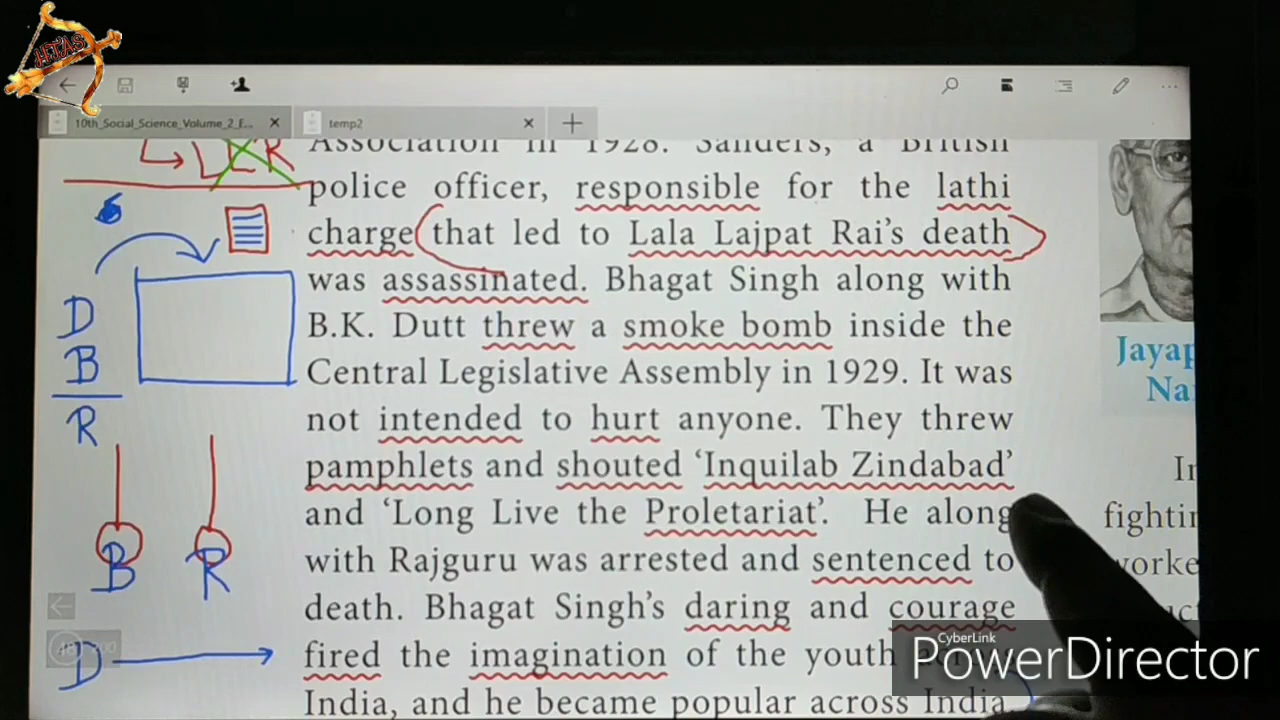 HTAS
10th_Social_Science_Volume_2_E...
temp2
L R
Association in 1928. Sanders, a British
police officer, responsible for the lathi
charge (that led to Lala Lajpat Rai's death)
was assassinated. Bhagat Singh along with
B.K. Dutt threw a smoke bomb inside the
Central Legislative Assembly in 1929. It was
not intended to hurt anyone. They threw
pamphlets and shouted ‘Inquilab Zindabad’
and ‘Long Live the Proletariat’. He along
with Rajguru was arrested and sentenced to
death. Bhagat Singh’s daring and courage
fired the imagination of the youth
India, and he became popular across India.
D
B
R
B R
D
Jayap
Na
In
fightin
worke
uct
CyberLink
PowerDirector